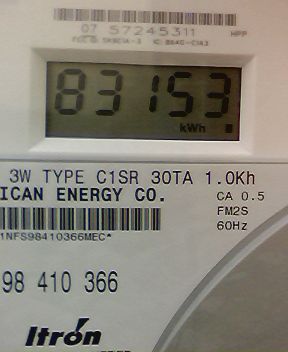 07 57245311
HPP
83153
kWh
3W TYPE C1SR 30TA 1.0Kh
ICAN ENERGY CO.
CA 0.5
FM2S
60Hz
1NFS98410366MEC*
98 410 366
Itron